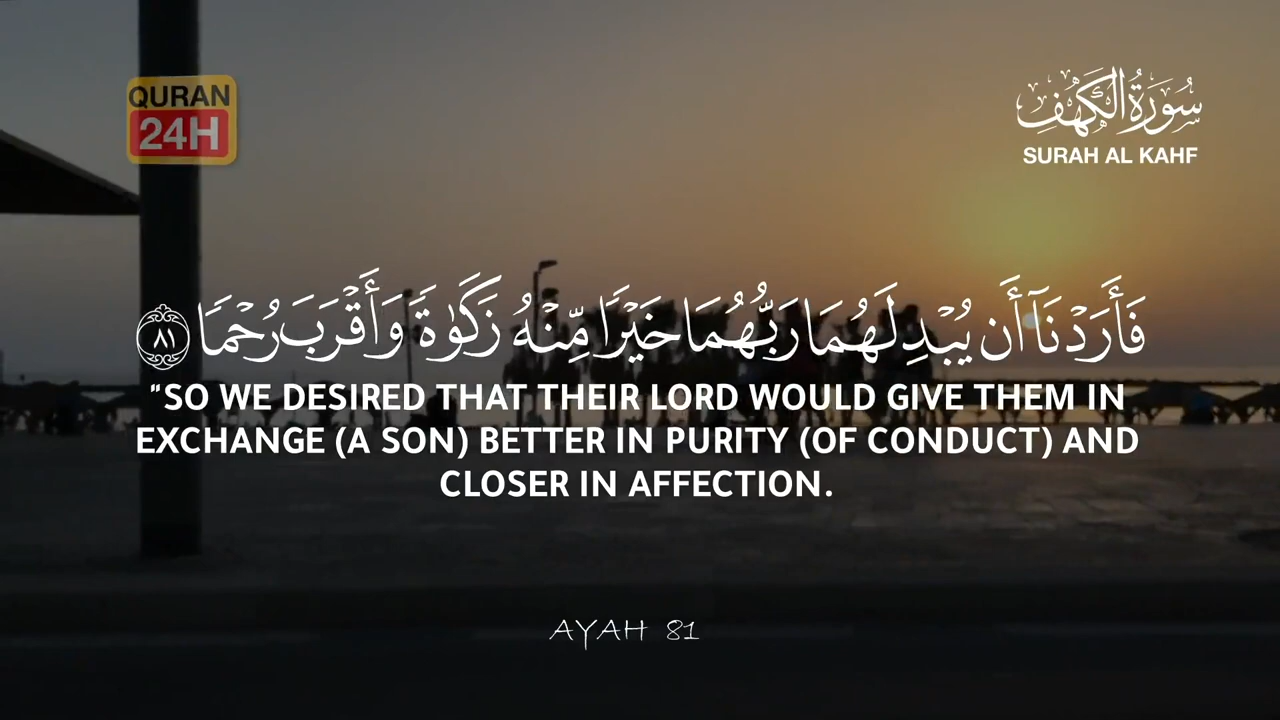 QURAN
24H
سُورَةُ الكَهْفِ
SURAH AL KAHF
فَأَرَدْنَآ أَن يُبْدِلَهُمَا رَبُّهُمَا خَيْرًا مِّنْهُ زَكَوٰةً وَأَقْرَبَ رُحْمًا ٨١
"SO WE DESIRED THAT THEIR LORD WOULD GIVE THEM IN
EXCHANGE (A SON) BETTER IN PURITY (OF CONDUCT) AND
CLOSER IN AFFECTION.
AYAH 81